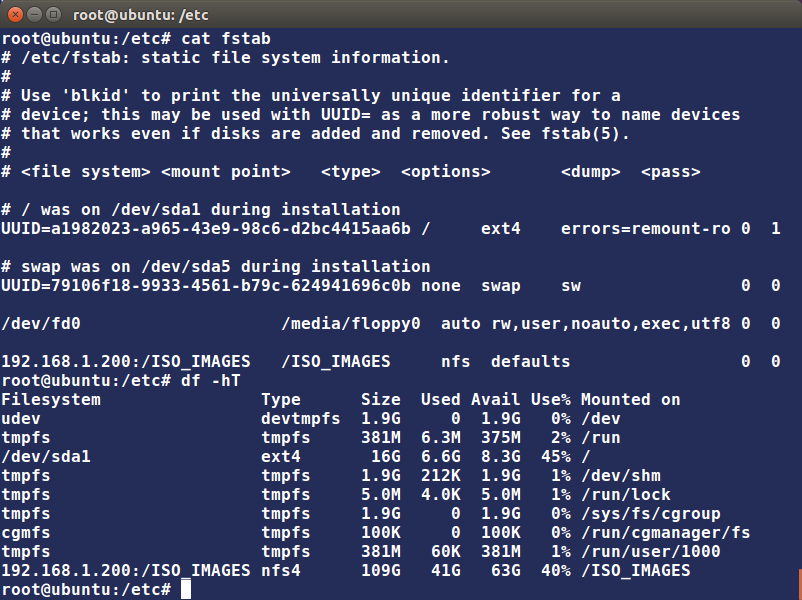 root@ubuntu: /etc
root@ubuntu:/etc# cat fstab
# /etc/fstab: static file system information.
#
# Use 'blkid' to print the universally unique identifier for a
# device; this may be used with UUID= as a more robust way to name devices
# that works even if disks are added and removed. See fstab(5).
#
# <file system> <mount point>   <type>  <options>       <dump>  <pass>
# / was on /dev/sda1 during installation
UUID=a1982023-a965-43e9-98c6-d2bc4415aa6b /     ext4    errors=remount-ro 0  1
# swap was on /dev/sda5 during installation
UUID=79106f18-9933-4561-b79c-624941696c0b none  swap    sw                0  0
/dev/fd0                    /media/floppy0  auto rw,user,noauto,exec,utf8 0  0
192.168.1.200:/ISO_IMAGES   /ISO_IMAGES     nfs  defaults                 0  0
root@ubuntu:/etc# df -hT
Filesystem                Type      Size  Used Avail Use% Mounted on
udev                      devtmpfs  1.9G     0  1.9G   0% /dev
tmpfs                     tmpfs     381M  6.3M  375M   2% /run
/dev/sda1                 ext4       16G  6.6G  8.3G  45% /
tmpfs                     tmpfs     1.9G  212K  1.9G   1% /dev/shm
tmpfs                     tmpfs     5.0M  4.0K  5.0M   1% /run/lock
tmpfs                     tmpfs     1.9G     0  1.9G   0% /sys/fs/cgroup
cgmfs                     tmpfs     100K     0  100K   0% /run/cgmanager/fs
tmpfs                     tmpfs     381M   60K  381M   1% /run/user/1000
192.168.1.200:/ISO_IMAGES nfs4      109G   41G   63G  40% /ISO_IMAGES
root@ubuntu:/etc#